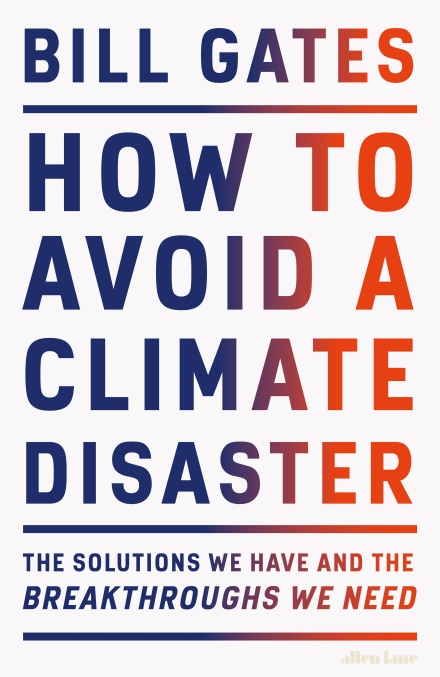 BILL GATES
HOW TO
AVOID A
CLIMATE
DISASTER
THE SOLUTIONS WE HAVE AND THE
BREAKTHROUGHS WE NEED
allen lane